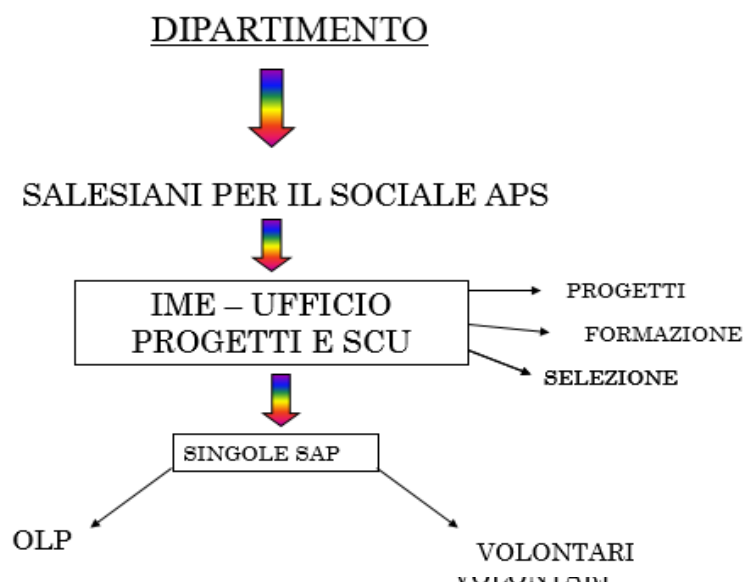 DIPARTIMENTO
SALESIANI PER IL SOCIALE APS
IME – UFFICIO
PROGETTI E SCU
PROGETTI
FORMAZIONE
SELEZIONE
SINGOLE SAP
OLP
VOLONTARI